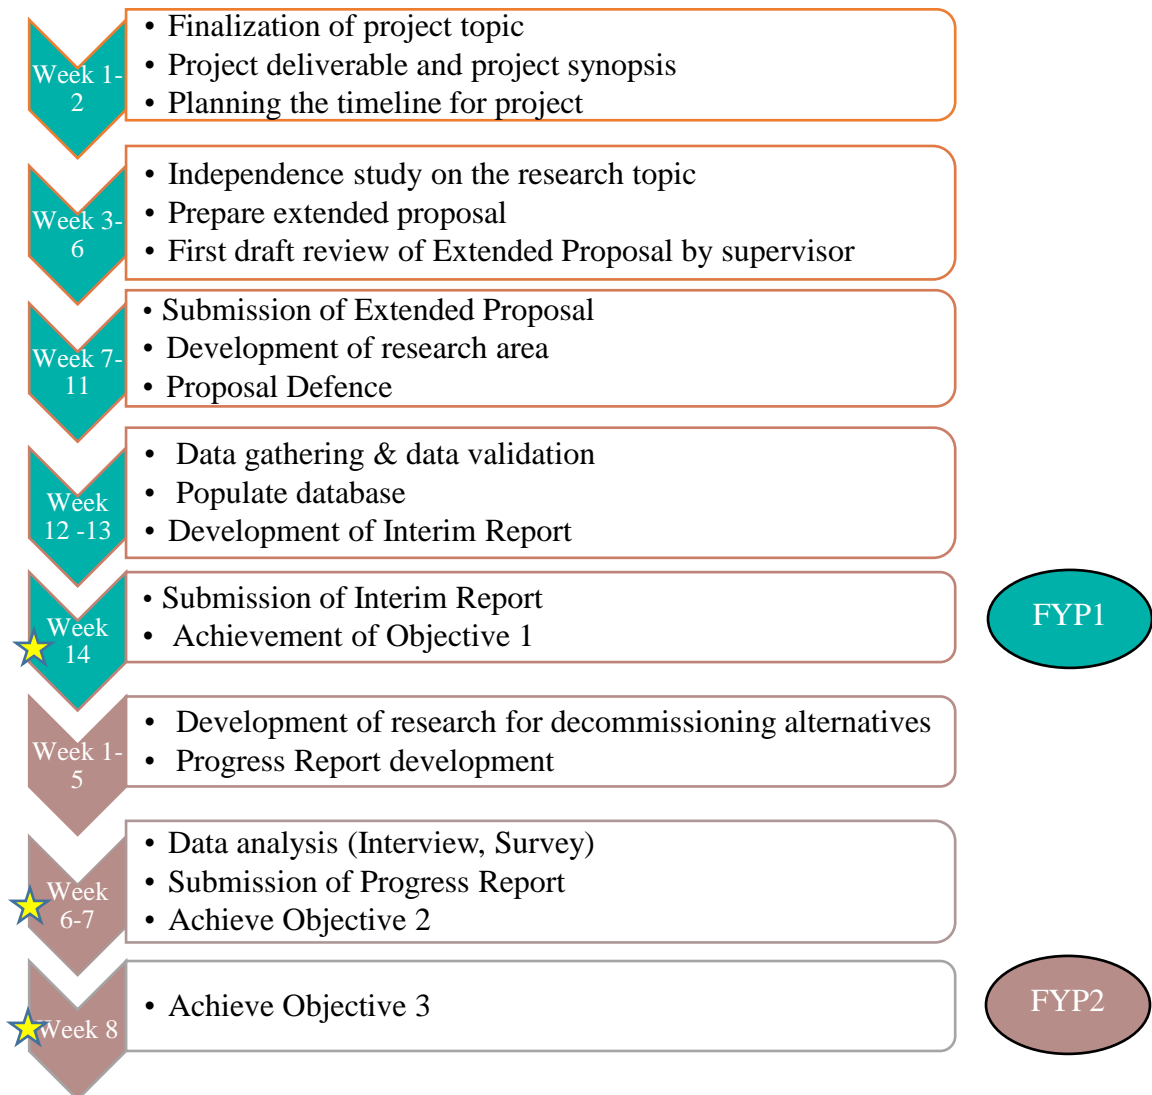 Week 1-
2
• Finalization of project topic
• Project deliverable and project synopsis
• Planning the timeline for project
Week 3-
6
• Independence study on the research topic
• Prepare extended proposal
• First draft review of Extended Proposal by supervisor
Week 7-
11
• Submission of Extended Proposal
• Development of research area
• Proposal Defence
Week
12 -13
• Data gathering & data validation
• Populate database
• Development of Interim Report
Week
14
• Submission of Interim Report
• Achievement of Objective 1
FYP1
Week 1-
5
• Development of research for decommissioning alternatives
• Progress Report development
Week
6-7
• Data analysis (Interview, Survey)
• Submission of Progress Report
• Achieve Objective 2
Week 8
• Achieve Objective 3
FYP2